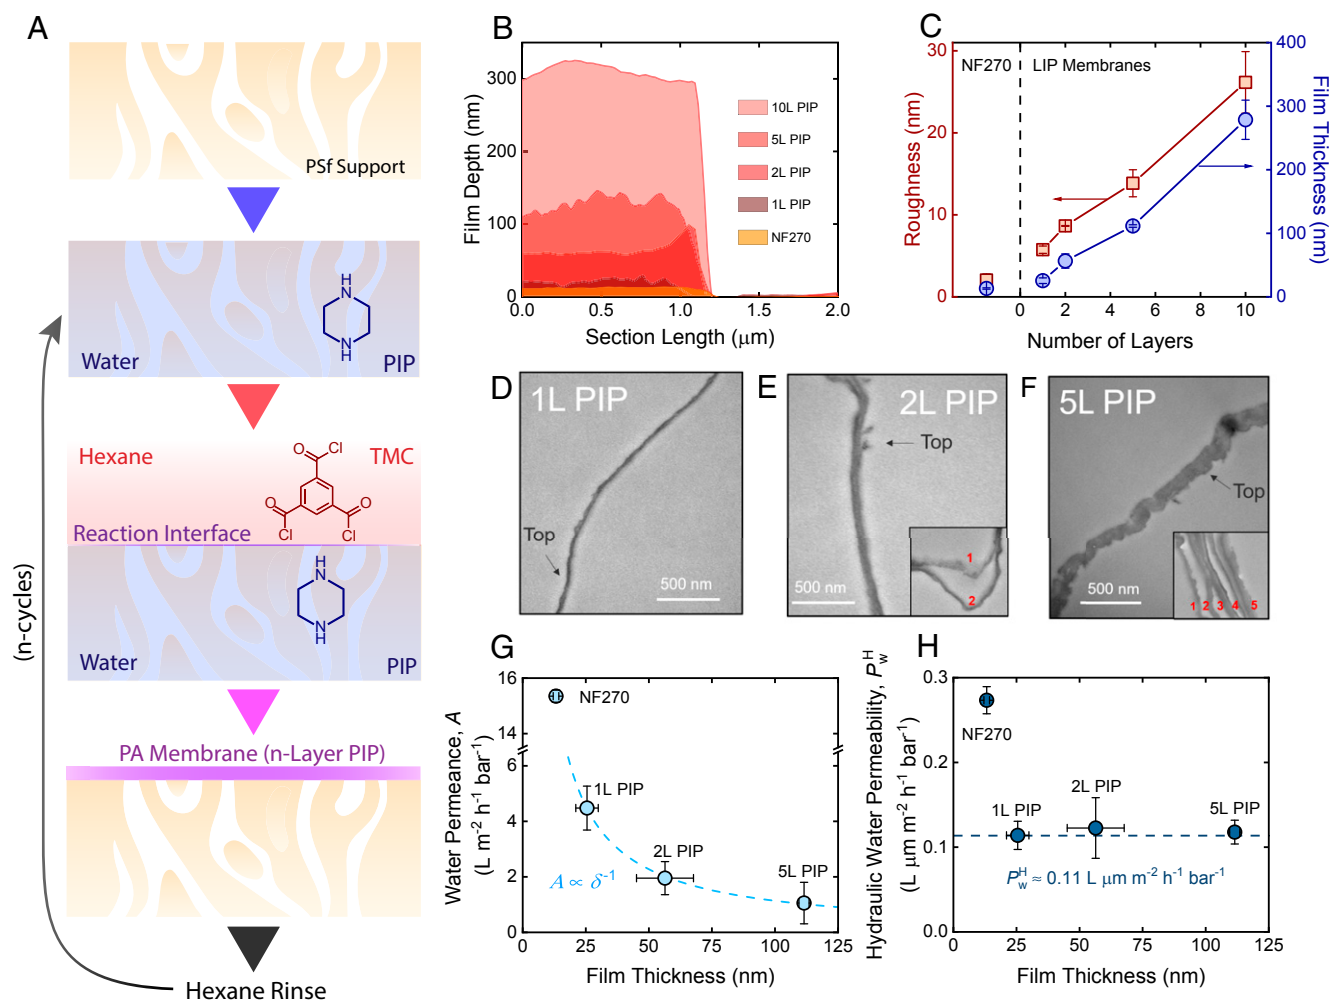 A
PSf Support
H
N
N
H
Water
PIP
Hexane
TMC
O
Cl
O
O
Cl
Cl
Reaction Interface
H
N
N
H
Water
PIP
(n-cycles)
PA Membrane (n-Layer PIP)
Hexane Rinse
B
Film Depth (nm)
300
200
100
0
0.0
0.5
1.0
1.5
2.0
Section Length (μm)
10L PIP
5L PIP
2L PIP
1L PIP
NF270
C
Roughness (nm)
30
20
10
0
NF270
LIP Membranes
400
300
200
100
0
Film Thickness (nm)
0
2
4
6
8
10
Number of Layers
D
1L PIP
Top
500 nm
E
2L PIP
Top
500 nm
1
2
F
5L PIP
Top
500 nm
1 2 3 4 5
G
Water Permeance, A
(L m-2 h-1 bar-1)
16
14
6
4
2
0
NF270
1L PIP
2L PIP
5L PIP
A ∝ δ-1
0
25
50
75
100
125
Film Thickness (nm)
H
Hydraulic Water Permeability, PwH
(L μm m-2 h-1 bar-1)
0.3
0.2
0.1
0.0
NF270
1L PIP
2L PIP
5L PIP
PwH ≈ 0.11 L μm m-2 h-1 bar-1
0
25
50
75
100
125
Film Thickness (nm)